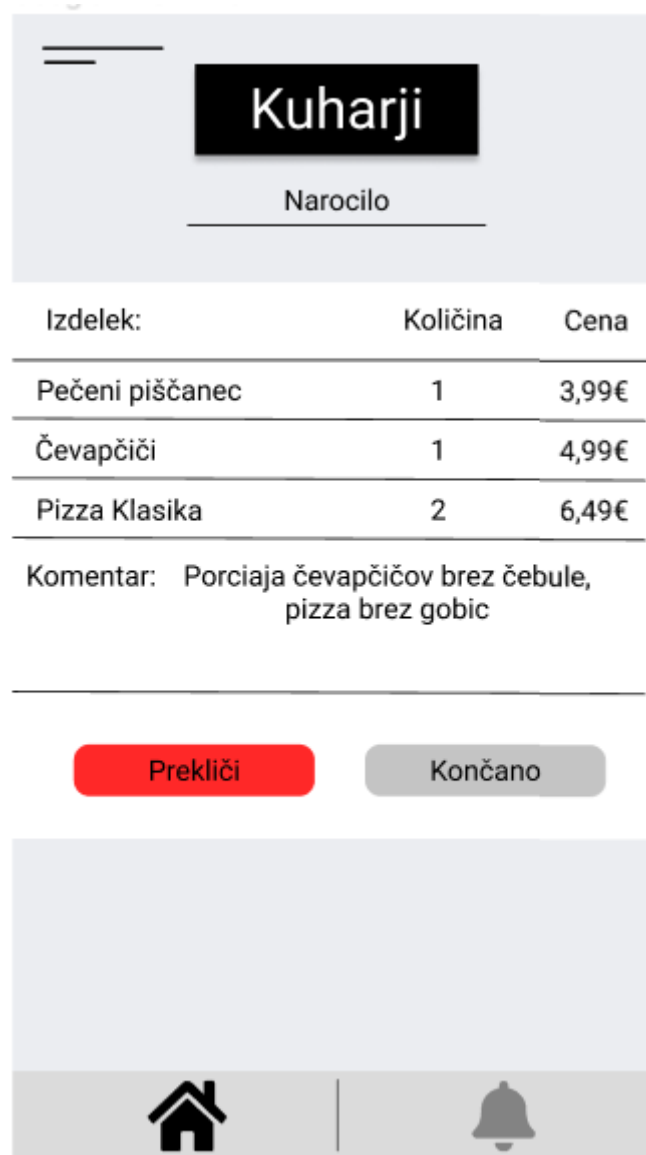 Kuharji
Narocilo
Izdelek: Količina Cena
Pečeni piščanec 1 3,99€
Čevapčiči 1 4,99€
Pizza Klasika 2 6,49€
Komentar: Porciaja čevapčičov brez čebule,
pizza brez gobic
Prekliči Končano